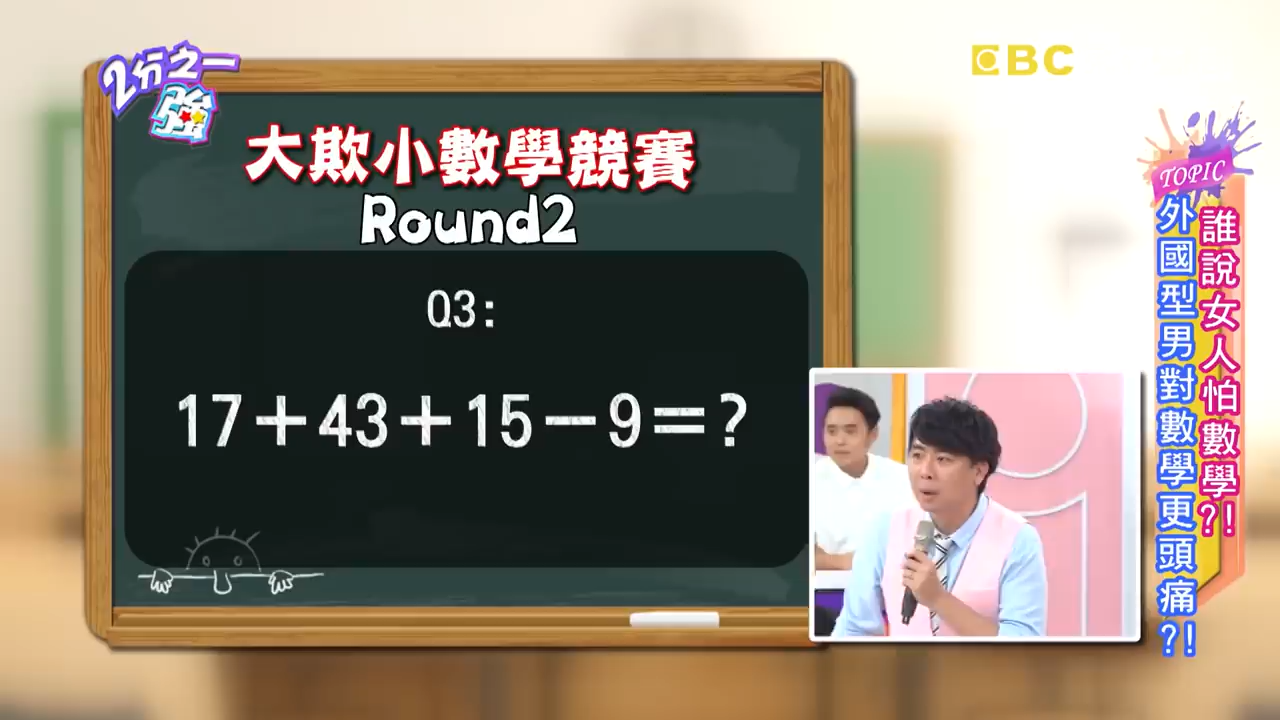 2分之一
強
EBC
大欺小數學競賽
Round2
Q3:
17+43+15-9=?
TOPIC
誰說女人怕數學?!
外國型男對數學更頭痛?!